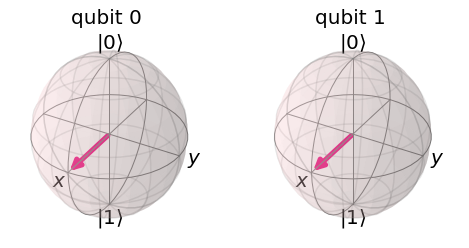 qubit 0
|0⟩
x
y
|1⟩
qubit 1
|0⟩
x
y
|1⟩